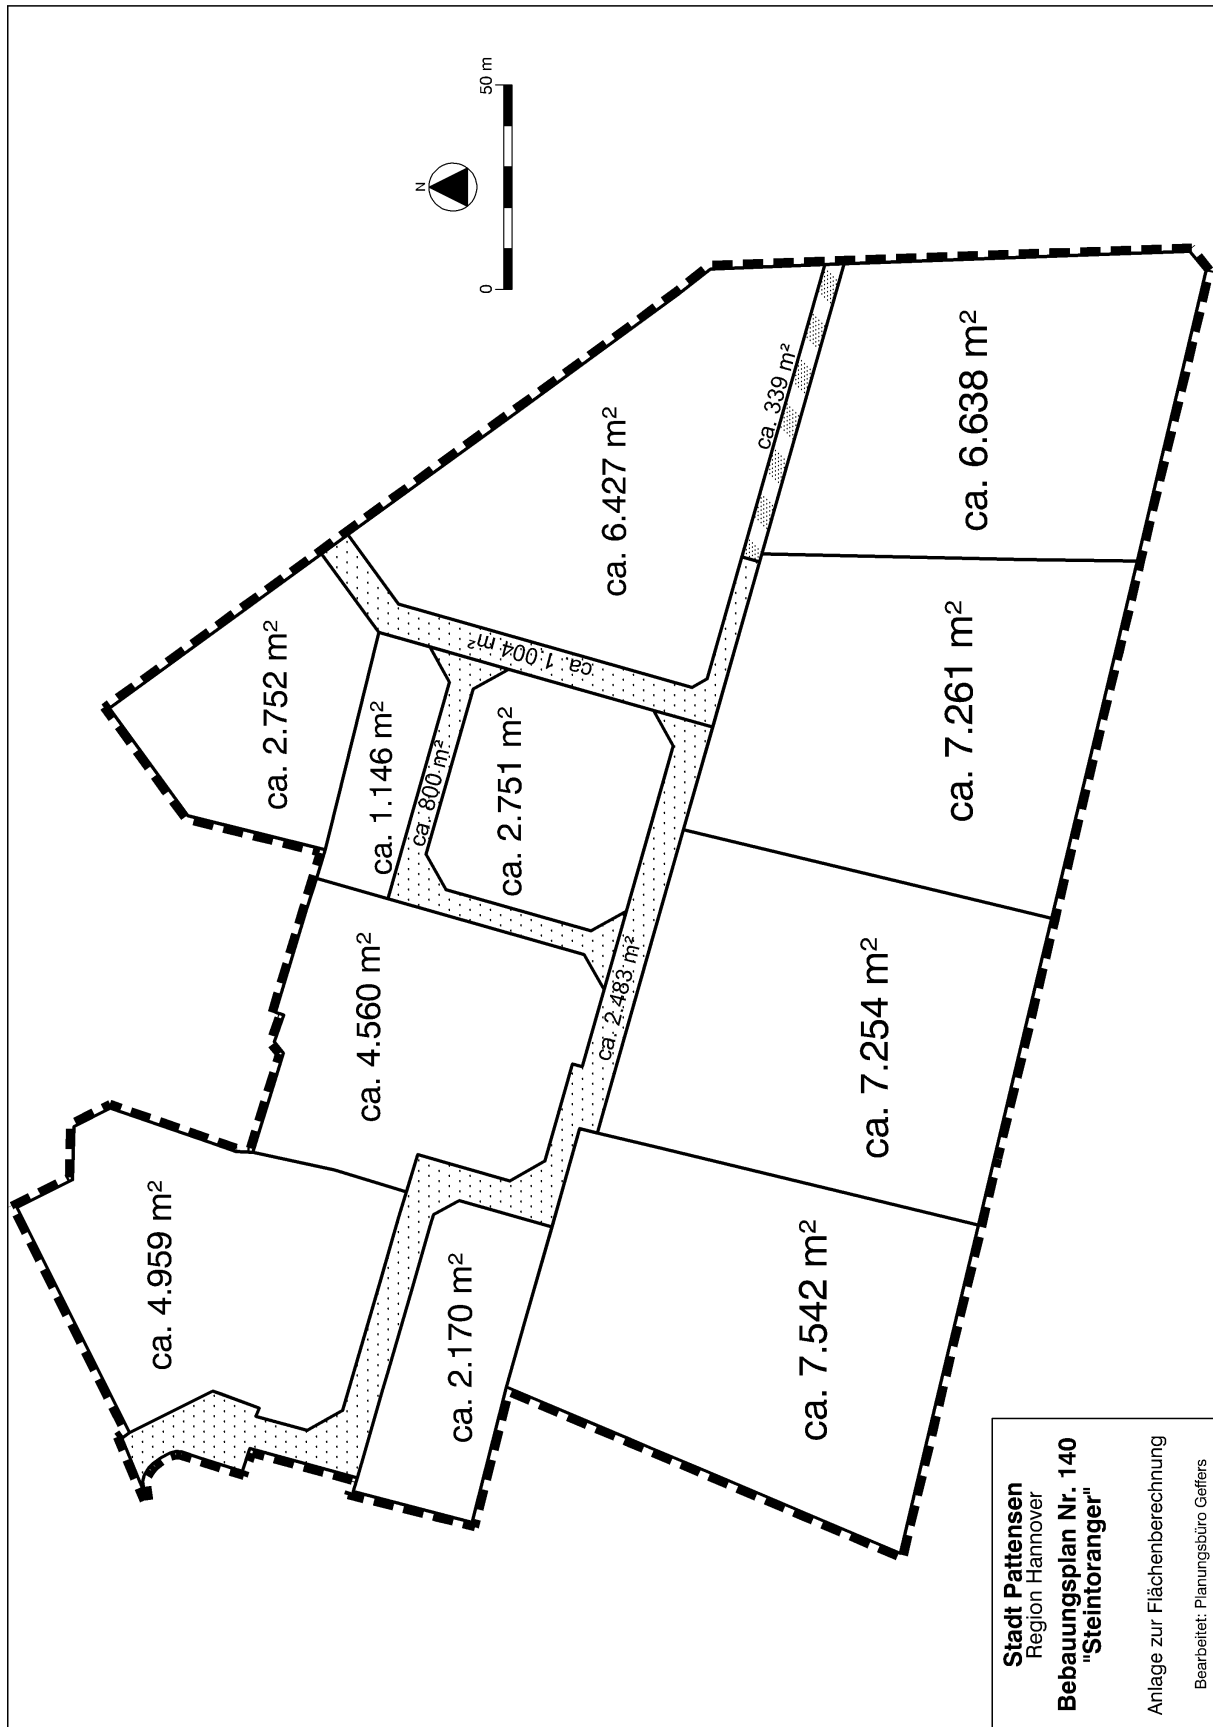 N
0
50 m
ca. 4.959 m²
ca. 4.560 m²
ca. 2.752 m²
ca. 1.146 m²
ca. 800 m²
ca. 2.751 m²
ca. 1.004 m²
ca. 6.427 m²
ca. 339 m²
ca. 2.170 m²
ca. 2.483 m²
ca. 7.542 m²
ca. 7.254 m²
ca. 7.261 m²
ca. 6.638 m²
Stadt Pattensen
Region Hannover
Bebauungsplan Nr. 140
"Steintoranger"
Anlage zur Flächenberechnung
Bearbeitet: Planungsbüro Geffers